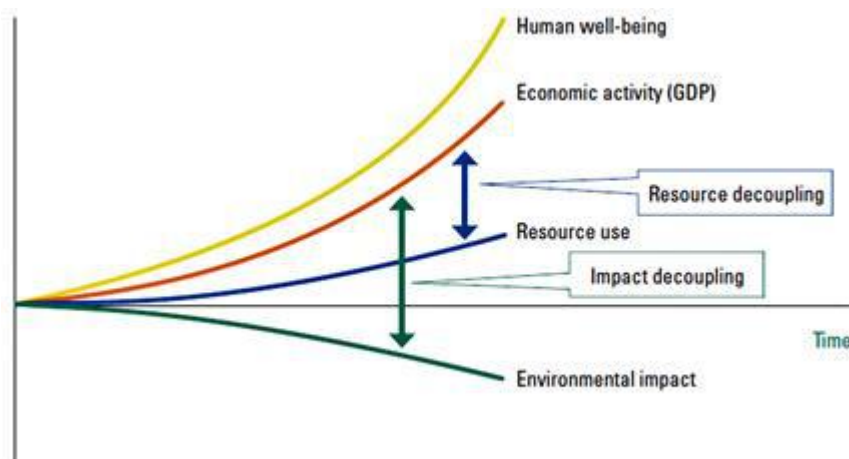 Human well-being
Economic activity (GDP)
Resource decoupling
Resource use
Impact decoupling
Time
Environmental impact